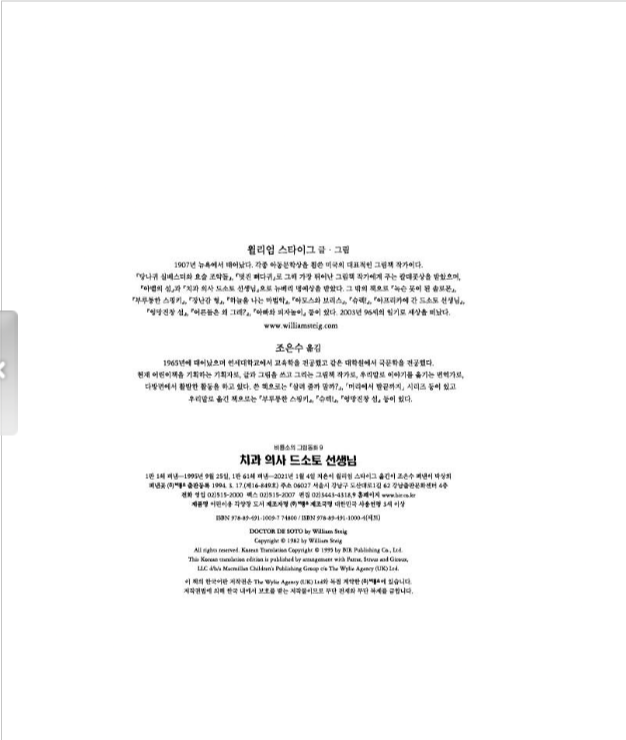 윌리엄 스타이그 글 · 그림
1907년 뉴욕에서 태어났다. 각종 아동문학상을 휩쓴 미국의 대표적인 그림책 작가이다.
『당나귀 실베스터와 요술 조약돌』, 『멋진 뼈다귀』로 그해 가장 뛰어난 그림책 작가에게 주는 칼데콧상을 받았으며,
『아벨의 섬』과 『치과 의사 드소토 선생님』으로 뉴베리 명예상을 받았다. 그 밖의 책으로 『녹슨 못이 된 솔로몬』,
『부루퉁한 스핑키』, 『장난감 형』, 『하늘을 나는 마법약』, 『아모스와 보리스』, 『슈렉!』, 『아프리카에 간 드소토 선생님』,
『엉망진창 섬』, 『어른들은 왜 그래?』, 『아빠와 피자놀이』 등이 있다. 2003년 96세의 일기로 세상을 떠났다.
www.williamsteig.com
조은수 옮김
1965년에 태어났으며 연세대학교에서 교육학을 전공했고 같은 대학원에서 국문학을 전공했다.
현재 어린이책을 기획하는 기획자로, 글과 그림을 쓰고 그리는 그림책 작가로, 우리말로 이야기를 옮기는 번역가로,
다방면에서 활발한 활동을 하고 있다. 쓴 책으로는 『살려 줄까 말까?』, 「머리에서 발끝까지」 시리즈 등이 있고
우리말로 옮긴 책으로는 『부루퉁한 스핑키』, 『슈렉!』, 『엉망진창 섬』 등이 있다.
비룡소의 그림동화 9
치과 의사 드소토 선생님
1판 1쇄 펴냄—1995년 9월 25일, 1판 61쇄 펴냄—2021년 1월 4일 지은이 윌리엄 스타이그 옮긴이 조은수 펴낸이 박상희
펴낸곳 (주)비룡소 출판등록 1994. 3. 17.(제16-849호) 주소 06027 서울시 강남구 도산대로1길 62 강남출판문화센터 4층
전화 영업 02)515-2000 팩스 02)515-2007 편집 02)3443-4318,9 홈페이지 www.bir.co.kr
제품명 어린이용 각양장 도서 제조자명 (주)비룡소 제조국명 대한민국 사용연령 3세 이상
ISBN 978-89-491-1009-7 74800 / ISBN 978-89-491-1000-4(세트)
DOCTOR DE SOTO by William Steig
Copyright © 1982 by William Steig
All rights reserved. Korean Translation Copyright © 1995 by BIR Publishing Co., Ltd.
This Korean translation edition is published by arrangement with Farrar, Straus and Giroux,
LLC d/b/a Macmillan Children's Publishing Group c/o The Wylie Agency (UK) Ltd.
이 책의 한국어판 저작권은 The Wylie Agency (UK) Ltd와 독점 계약한 (주)비룡소에 있습니다.
저작권법에 의해 한국 내에서 보호를 받는 저작물이므로 무단 전재와 무단 복제를 금합니다.